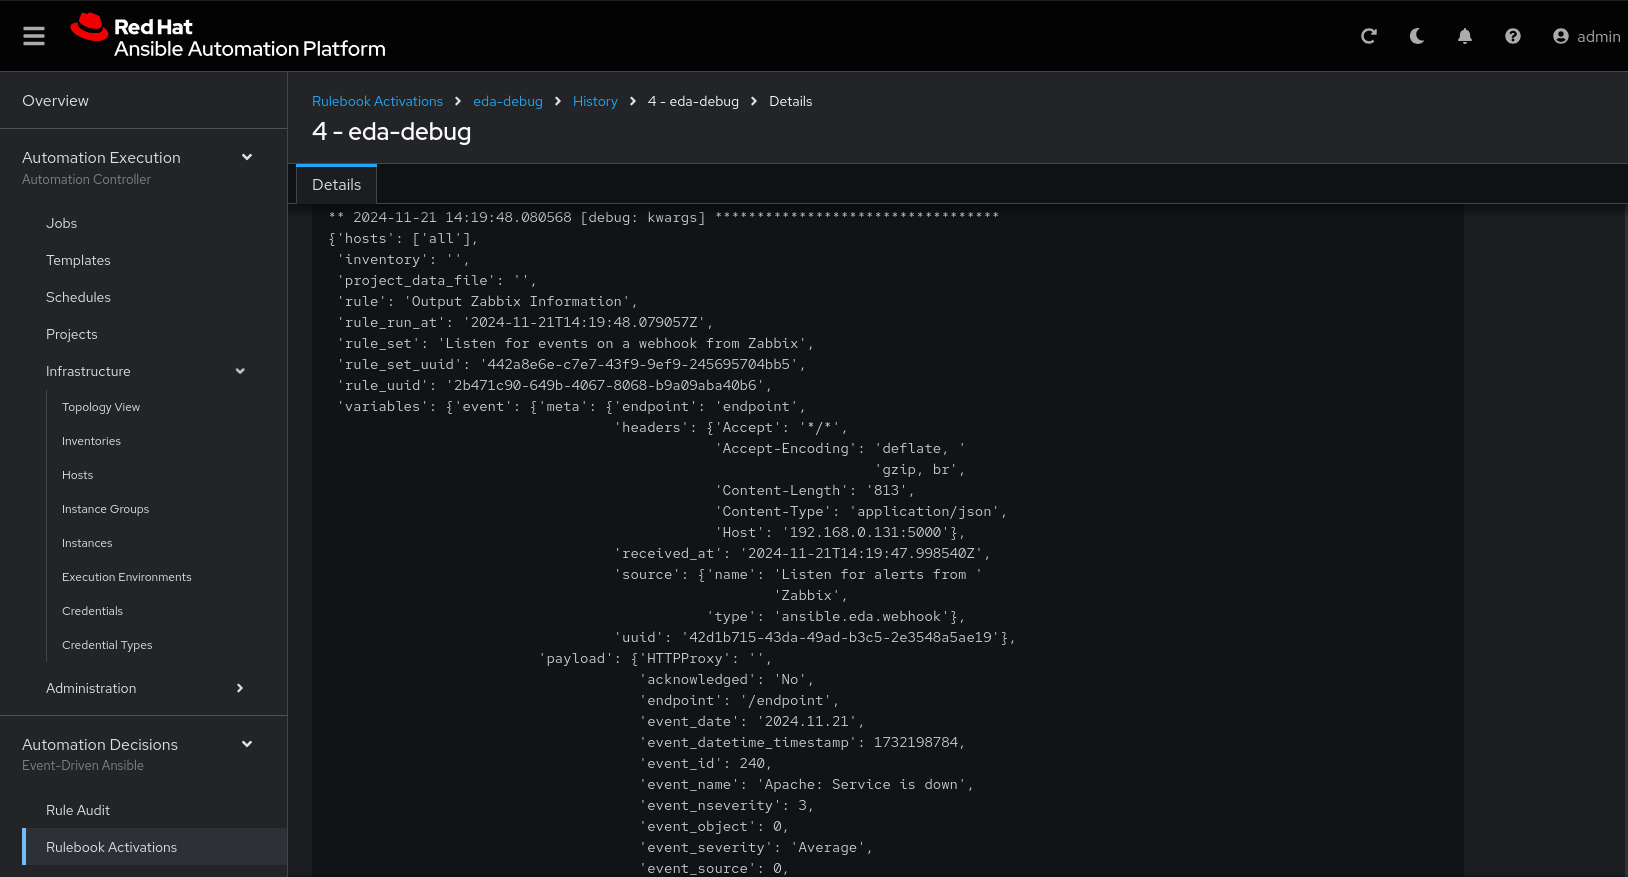 Red Hat
Ansible Automation Platform
admin
Overview
Automation Execution
Automation Controller
Jobs
Templates
Schedules
Projects
Infrastructure
Topology View
Inventories
Hosts
Instance Groups
Instances
Execution Environments
Credentials
Credential Types
Administration
Automation Decisions
Event-Driven Ansible
Rule Audit
Rulebook Activations
Rulebook Activations > eda-debug > History > 4 - eda-debug > Details
4 - eda-debug
Details
** 2024-11-21 14:19:48.080568 [debug: kwargs] **********************************
{'hosts': ['all'],
'inventory': '',
'project_data_file': '',
'rule': 'Output Zabbix Information',
'rule_run_at': '2024-11-21T14:19:48.079057Z',
'rule_set': 'Listen for events on a webhook from Zabbix',
'rule_set_uuid': '442a8e6e-c7e7-43f9-9ef9-245695704bb5',
'rule_uuid': '2b471c90-649b-4067-8068-b9a09aba40b6',
'variables': {'event': {'meta': {'endpoint': 'endpoint',
'headers': {'Accept': '*/*',
'Accept-Encoding': 'deflate, '
'gzip, br',
'Content-Length': '813',
'Content-Type': 'application/json',
'Host': '192.168.0.131:5000'},
'received_at': '2024-11-21T14:19:47.998540Z',
'source': {'name': 'Listen for alerts from '
'Zabbix',
'type': 'ansible.eda.webhook'},
'uuid': '42d1b715-43da-49ad-b3c5-2e3548a5ae19'},
'payload': {'HTTPProxy': '',
'acknowledged': 'No',
'endpoint': '/endpoint',
'event_date': '2024.11.21',
'event_datetime_timestamp': 1732198784,
'event_id': 240,
'event_name': 'Apache: Service is down',
'event_nseverity': 3,
'event_object': 0,
'event_severity': 'Average',
'event_source': 0,